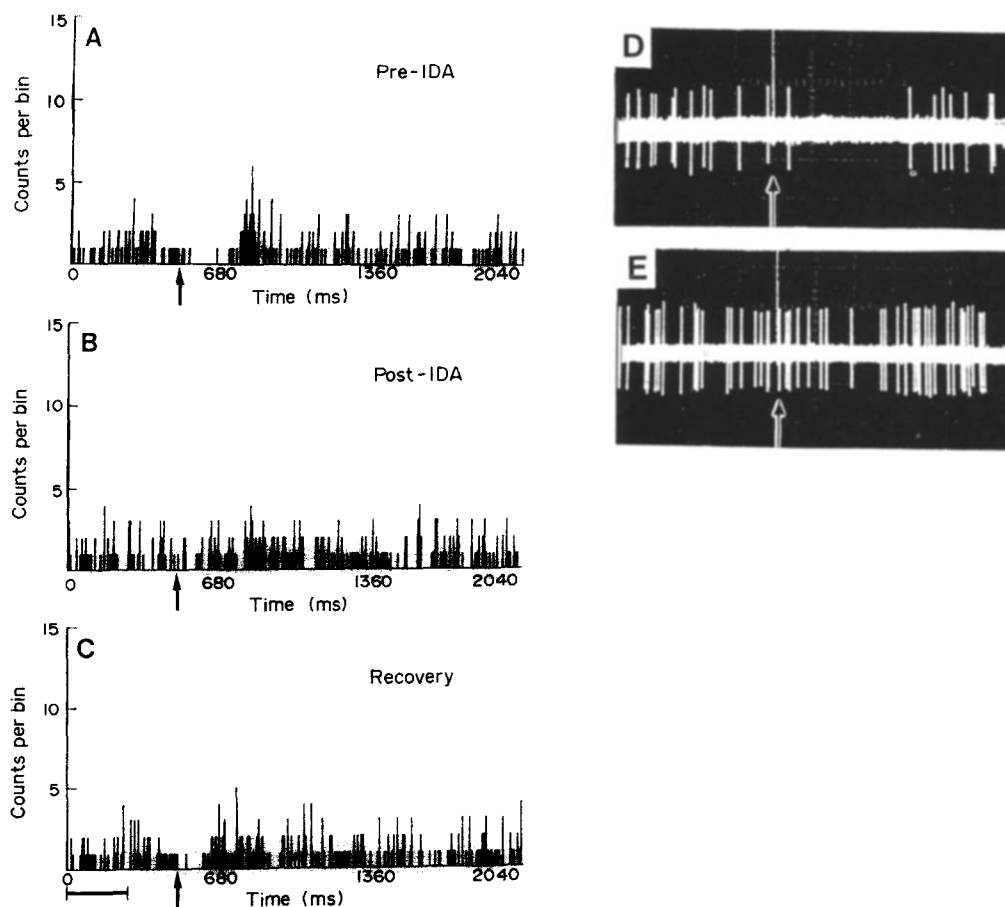 A
Pre-IDA
15
10
5
Counts per bin
0 680 1360 2040
Time (ms)
B
Post-IDA
15
10
5
Counts per bin
0 680 1360 2040
Time (ms)
C
Recovery
15
10
5
Counts per bin
0 680 1360 2040
Time (ms)
D
E